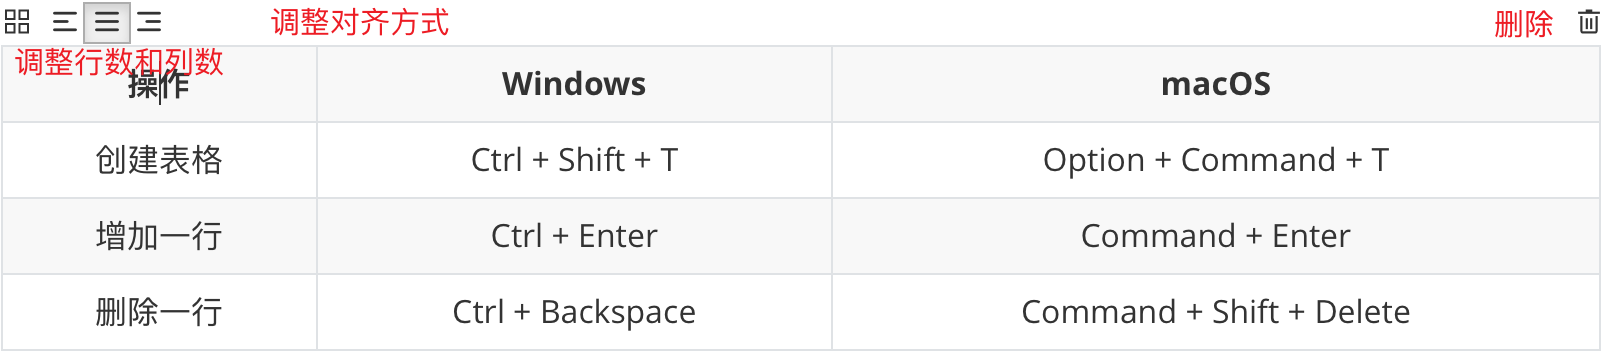 调整对齐方式 删除
调整行数和列数
操作 Windows macOS
创建表格 Ctrl + Shift + T Option + Command + T
增加一行 Ctrl + Enter Command + Enter
删除一行 Ctrl + Backspace Command + Shift + Delete